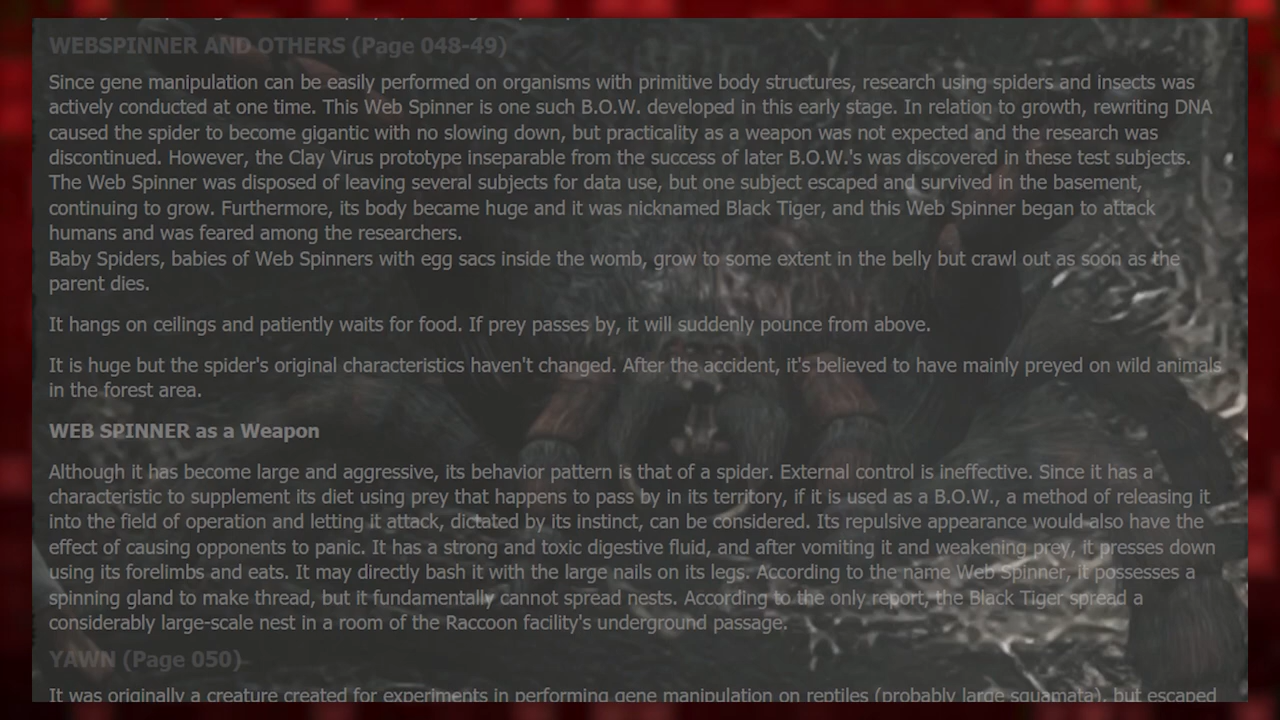 WEBSPINNER AND OTHERS (Page 048-49)
Since gene manipulation can be easily performed on organisms with primitive body structures, research using spiders and insects was
actively conducted at one time. This Web Spinner is one such B.O.W. developed in this early stage. In relation to growth, rewriting DNA
caused the spider to become gigantic with no slowing down, but practicality as a weapon was not expected and the research was
discontinued. However, the Clay Virus prototype inseparable from the success of later B.O.W.'s was discovered in these test subjects.
The Web Spinner was disposed of leaving several subjects for data use, but one subject escaped and survived in the basement,
continuing to grow. Furthermore, its body became huge and it was nicknamed Black Tiger, and this Web Spinner began to attack
humans and was feared among the researchers.
Baby Spiders, babies of Web Spinners with egg sacs inside the womb, grow to some extent in the belly but crawl out as soon as the
parent dies.
It hangs on ceilings and patiently waits for food. If prey passes by, it will suddenly pounce from above.
It is huge but the spider's original characteristics haven't changed. After the accident, it's believed to have mainly preyed on wild animals
in the forest area.
WEB SPINNER as a Weapon
Although it has become large and aggressive, its behavior pattern is that of a spider. External control is ineffective. Since it has a
characteristic to supplement its diet using prey that happens to pass by in its territory, if it is used as a B.O.W., a method of releasing it
into the field of operation and letting it attack, dictated by its instinct, can be considered. Its repulsive appearance would also have the
effect of causing opponents to panic. It has a strong and toxic digestive fluid, and after vomiting it and weakening prey, it presses down
using its forelimbs and eats. It may directly bash it with the large nails on its legs. According to the name Web Spinner, it possesses a
spinning gland to make thread, but it fundamentally cannot spread nests. According to the only report, the Black Tiger spread a
considerably large-scale nest in a room of the Raccoon facility's underground passage.
YAWN (Page 050)
It was originally a creature created for experiments in performing gene manipulation on reptiles (probably large squamata), but escaped